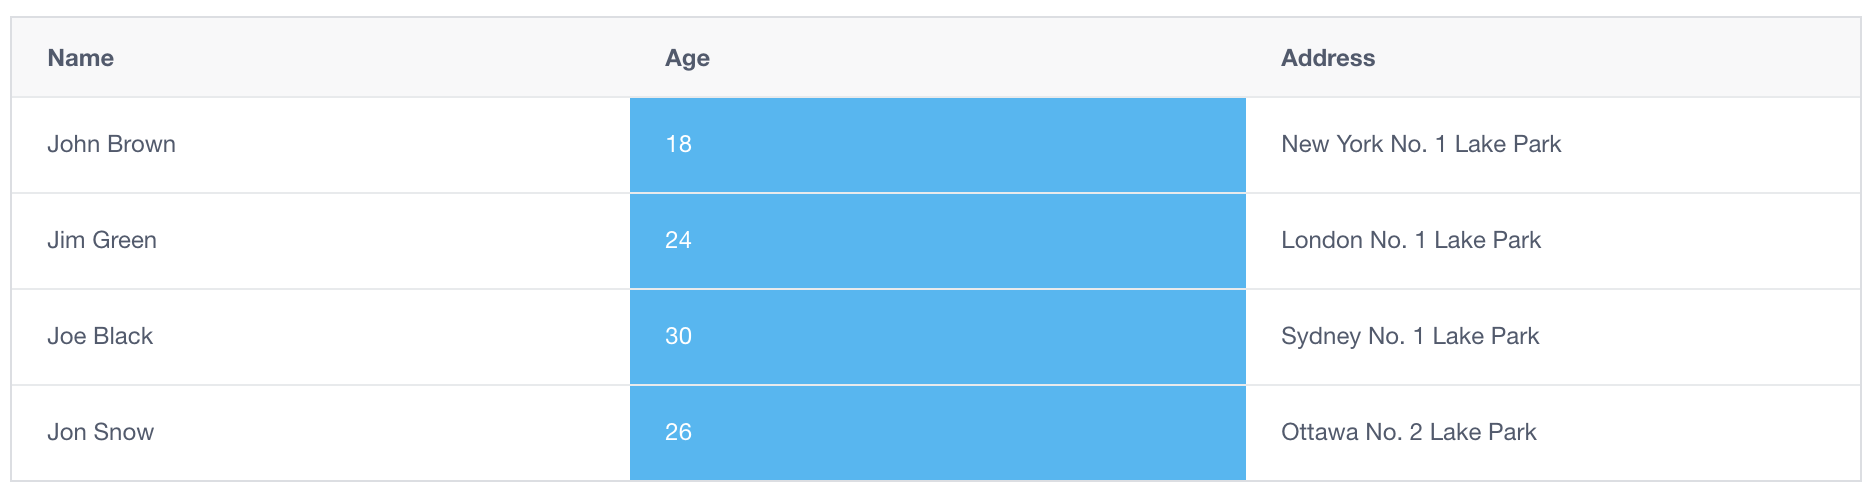 Name Age Address
John Brown 18 New York No. 1 Lake Park
Jim Green 24 London No. 1 Lake Park
Joe Black 30 Sydney No. 1 Lake Park
Jon Snow 26 Ottawa No. 2 Lake Park